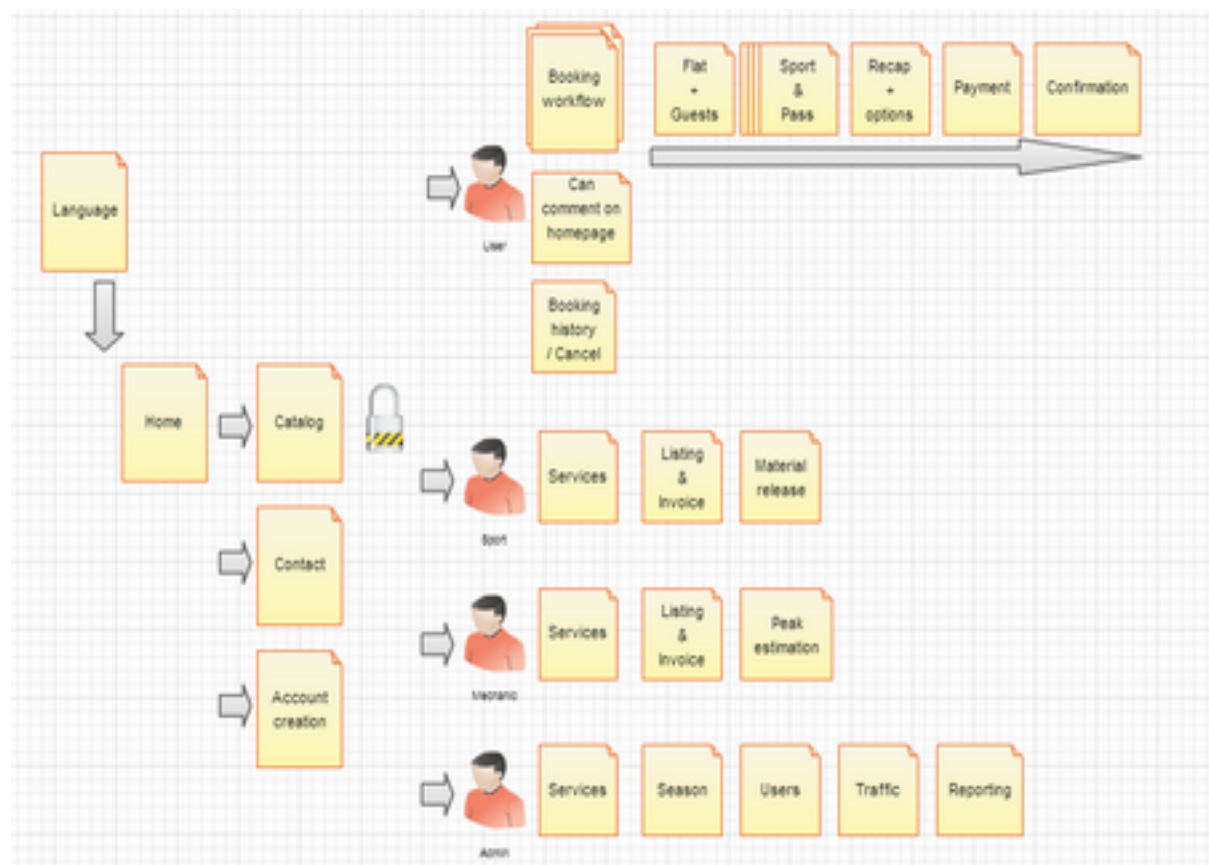 Booking
workflow
Flat
+
Guests
Sport
&
Pass
Recap
+
options
Payment
Confirmation
Language
User
Can
comment on
homepage
Booking
history
/ Cancel
Home
Catalog
Sport
Services
Listing
&
Invoice
Material
release
Contact
Mechanic
Services
Listing
&
Invoice
Peak
estimation
Account
creation
Admin
Services
Season
Users
Traffic
Reporting